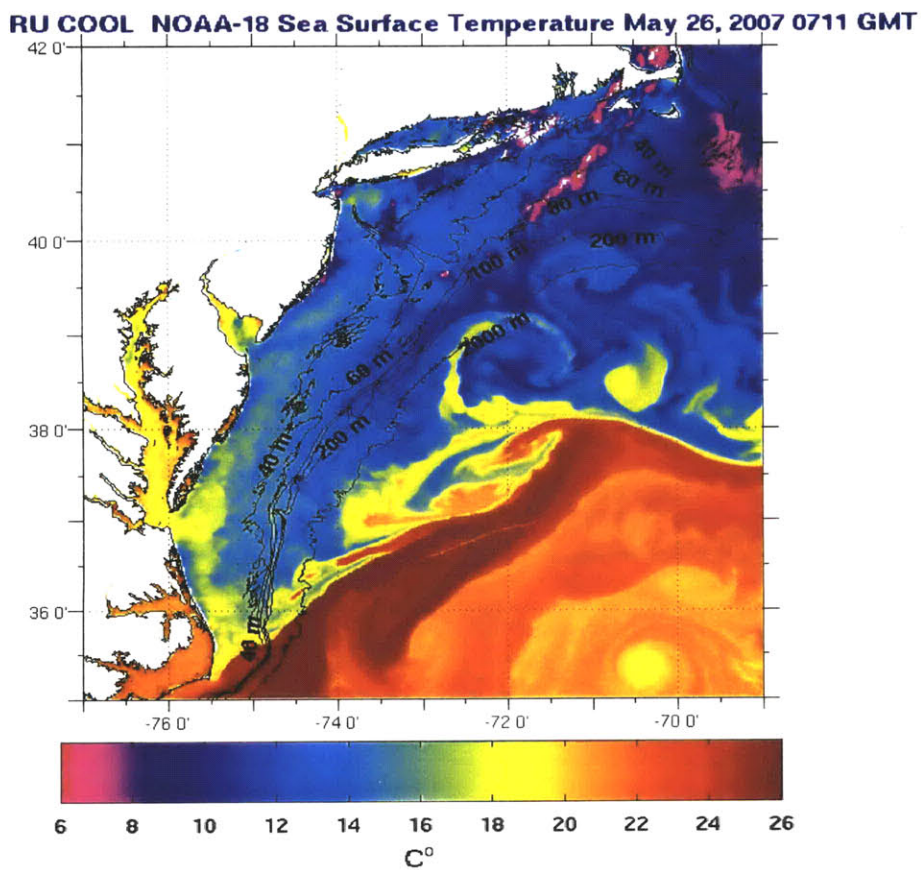 RU COOL NOAA-18 Sea Surface Temperature May 26, 2007 0711 GMT
42 0'
40 m
60 m
80 m
40 0'
200 m
100 m
60 m
38 0'
40 m
200 m
36 0'
-76 0' -74 0' -72 0' -70 0'
6 8 10 12 14 16 18 20 22 24 26
C⁰